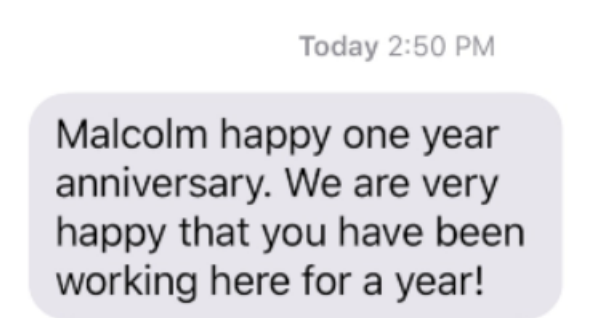 Today 2:50 PM
Malcolm happy one year
anniversary. We are very
happy that you have been
working here for a year!